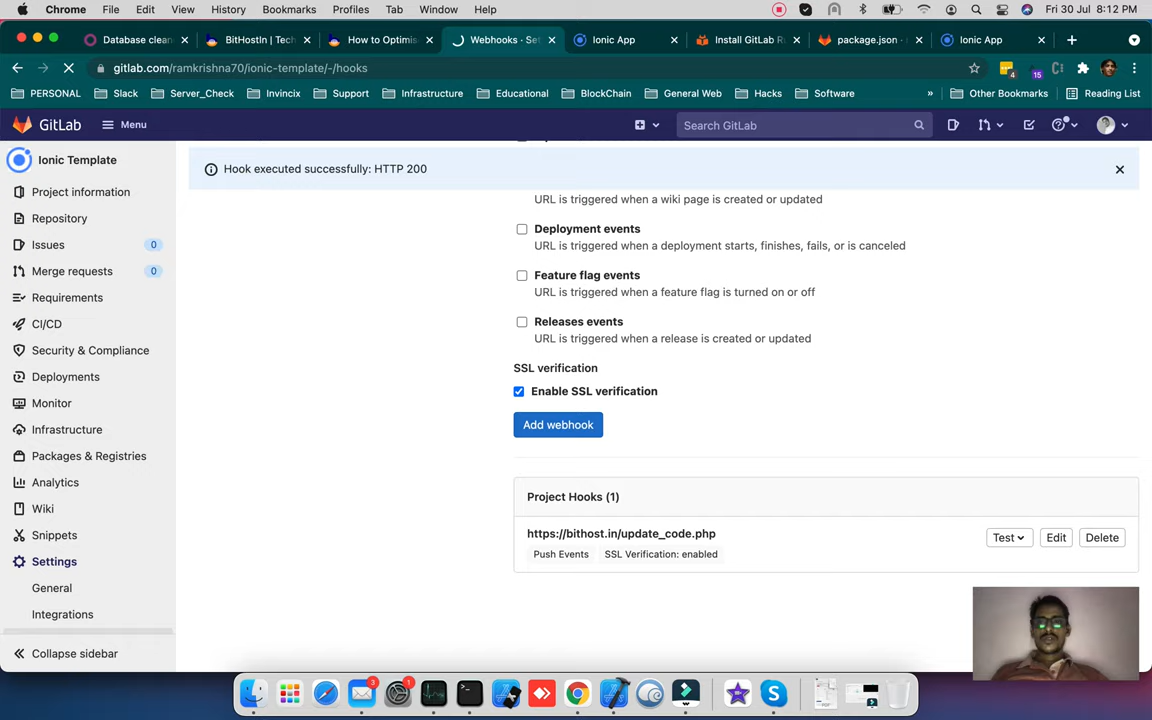 Chrome File Edit View History Bookmarks Profiles Tab Window Help Fri 30 Jul 8:12 PM
Database clean BitHostIn | Tech How to Optimis Webhooks · Set Ionic App Install GitLab R package.json · Ionic App
gitlab.com/ramkrishna70/ionic-template/-/hooks 4 15
PERSONAL Slack Server_Check Invincix Support Infrastructure Educational BlockChain General Web Hacks Software » Other Bookmarks Reading List
GitLab Menu Search GitLab
Ionic Template
Hook executed successfully: HTTP 200
Project information
URL is triggered when a wiki page is created or updated
Repository
Deployment events
Issues 0
URL is triggered when a deployment starts, finishes, fails, or is canceled
Merge requests 0
Feature flag events
URL is triggered when a feature flag is turned on or off
Requirements
CI/CD
Releases events
URL is triggered when a release is created or updated
Security & Compliance
SSL verification
Deployments
Enable SSL verification
Monitor
Add webhook
Infrastructure
Packages & Registries
Analytics
Project Hooks (1)
Wiki
Snippets
https://bithost.in/update_code.php
Test Edit Delete
Push Events SSL Verification: enabled
Settings
General
Integrations
Collapse sidebar
3 1